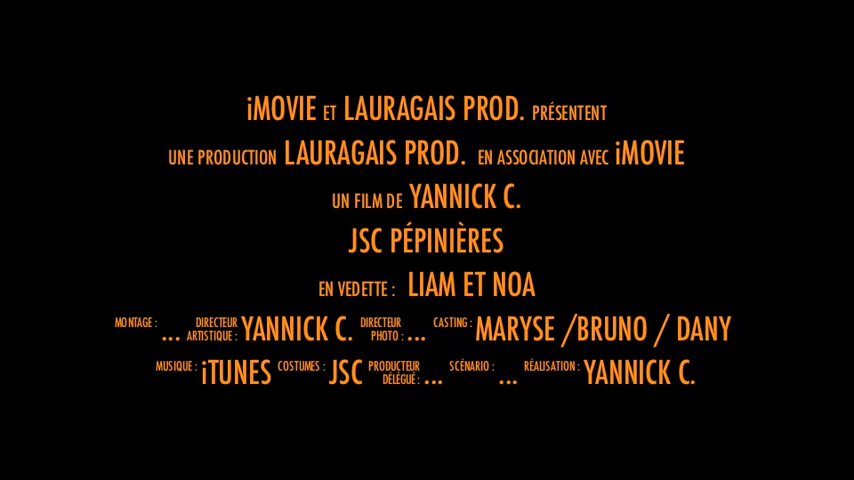 iMOVIE ET LAURAGAIS PROD. PRÉSENTENT
UNE PRODUCTION LAURAGAIS PROD. EN ASSOCIATION AVEC iMOVIE
UN FILM DE YANNICK C.
JSC PÉPINIÈRES
EN VEDETTE : LIAM ET NOA
MONTAGE : ... DIRECTEUR ARTISTIQUE : YANNICK C. DIRECTEUR PHOTO : ... CASTING : MARYSE /BRUNO / DANY
MUSIQUE : iTUNES COSTUMES : JSC PRODUCTEUR DÉLÉGUÉ : ... SCÉNARIO : ... RÉALISATION : YANNICK C.